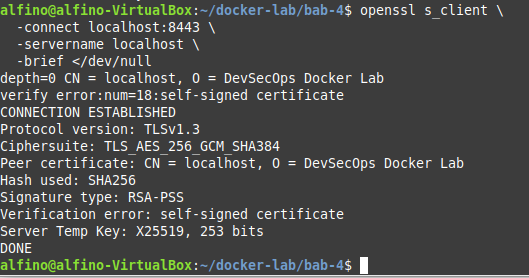 alfino@alfino-VirtualBox:~/docker-lab/bab-4$ openssl s_client \
  -connect localhost:8443 \
  -servername localhost \
  -brief </dev/null
depth=0 CN = localhost, O = DevSecOps Docker Lab
verify error:num=18:self-signed certificate
CONNECTION ESTABLISHED
Protocol version: TLSv1.3
Ciphersuite: TLS_AES_256_GCM_SHA384
Peer certificate: CN = localhost, O = DevSecOps Docker Lab
Hash used: SHA256
Signature type: RSA-PSS
Verification error: self-signed certificate
Server Temp Key: X25519, 253 bits
DONE
alfino@alfino-VirtualBox:~/docker-lab/bab-4$